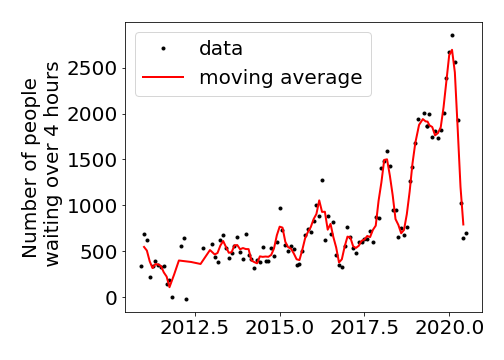 data
moving average
Number of people
waiting over 4 hours
2500
2000
1500
1000
500
0
2012.5
2015.0
2017.5
2020.0